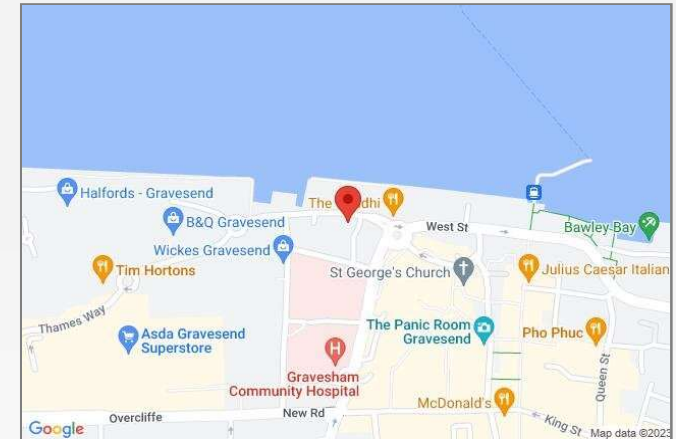 Halfords - Gravesend
The
dhi
B&Q Gravesend
West St
Bawley Bay
Wickes Gravesend
Tim Hortons
St George's Church
Julius Caesar Italian
Thames Way
Asda Gravesend
Superstore
The Panic Room
Gravesend
Pho Phuc
Queen St
H
Gravesham
Community Hospital
McDonald's
Overcliffe
New Rd
King St
Google
Map data ©2023